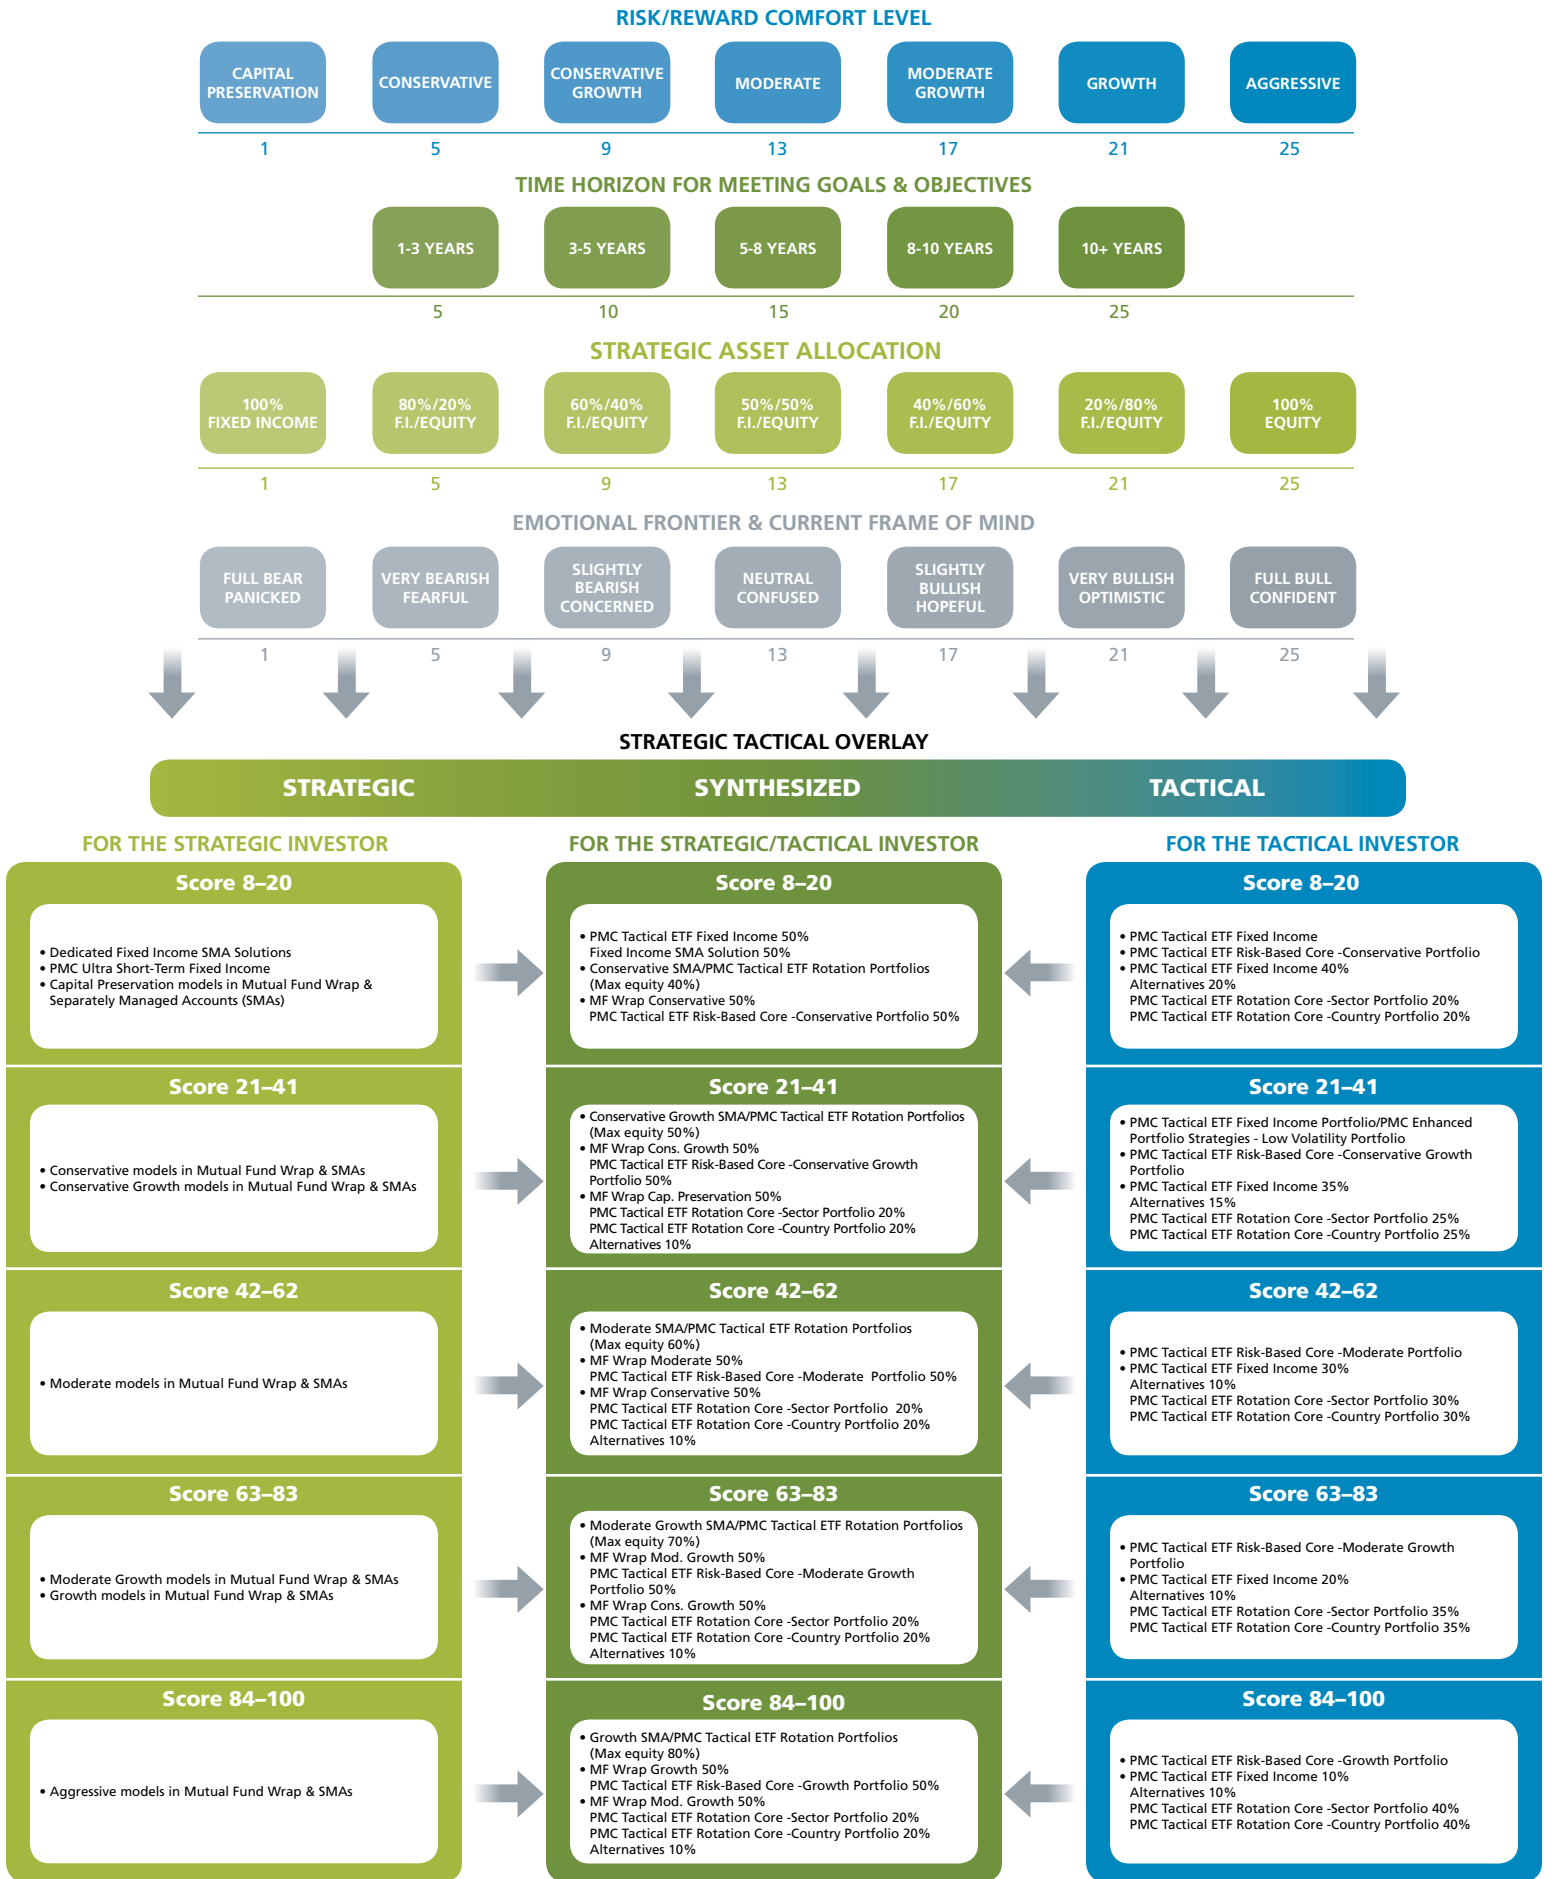 RISK/REWARD COMFORT LEVEL
CAPITAL
PRESERVATION
CONSERVATIVE
CONSERVATIVE
GROWTH
MODERATE
MODERATE
GROWTH
GROWTH
AGGRESSIVE
1
5
9
13
17
21
25
TIME HORIZON FOR MEETING GOALS & OBJECTIVES
1-3 YEARS
3-5 YEARS
5-8 YEARS
8-10 YEARS
10+ YEARS
5
10
15
20
25
STRATEGIC ASSET ALLOCATION
100%
FIXED INCOME
80%/20%
F.I./EQUITY
60%/40%
F.I./EQUITY
50%/50%
F.I./EQUITY
40%/60%
F.I./EQUITY
20%/80%
F.I./EQUITY
100%
EQUITY
1
5
9
13
17
21
25
EMOTIONAL FRONTIER & CURRENT FRAME OF MIND
FULL BEAR
PANICKED
VERY BEARISH
FEARFUL
SLIGHTLY
BEARISH
CONCERNED
NEUTRAL
CONFUSED
SLIGHTLY
BULLISH
HOPEFUL
VERY BULLISH
OPTIMISTIC
FULL BULL
CONFIDENT
1
5
9
13
17
21
25
STRATEGIC TACTICAL OVERLAY
STRATEGIC
SYNTHESIZED
TACTICAL
FOR THE STRATEGIC INVESTOR
Score 8–20
• Dedicated Fixed Income SMA Solutions
• PMC Ultra Short-Term Fixed Income
• Capital Preservation models in Mutual Fund Wrap &
Separately Managed Accounts (SMAs)
Score 21–41
• Conservative models in Mutual Fund Wrap & SMAs
• Conservative Growth models in Mutual Fund Wrap & SMAs
Score 42–62
• Moderate models in Mutual Fund Wrap & SMAs
Score 63–83
• Moderate Growth models in Mutual Fund Wrap & SMAs
• Growth models in Mutual Fund Wrap & SMAs
Score 84–100
• Aggressive models in Mutual Fund Wrap & SMAs
FOR THE STRATEGIC/TACTICAL INVESTOR
Score 8–20
• PMC Tactical ETF Fixed Income 50%
Fixed Income SMA Solution 50%
• Conservative SMA/PMC Tactical ETF Rotation Portfolios
(Max equity 40%)
• MF Wrap Conservative 50%
PMC Tactical ETF Risk-Based Core -Conservative Portfolio 50%
Score 21–41
• Conservative Growth SMA/PMC Tactical ETF Rotation Portfolios
(Max equity 50%)
• MF Wrap Cons. Growth 50%
PMC Tactical ETF Risk-Based Core -Conservative Growth
Portfolio 50%
• MF Wrap Cap. Preservation 50%
PMC Tactical ETF Rotation Core -Sector Portfolio 20%
PMC Tactical ETF Rotation Core -Country Portfolio 20%
Alternatives 10%
Score 42–62
• Moderate SMA/PMC Tactical ETF Rotation Portfolios
(Max equity 60%)
• MF Wrap Moderate 50%
PMC Tactical ETF Risk-Based Core -Moderate Portfolio 50%
• MF Wrap Conservative 50%
PMC Tactical ETF Rotation Core -Sector Portfolio 20%
PMC Tactical ETF Rotation Core -Country Portfolio 20%
Alternatives 10%
Score 63–83
• Moderate Growth SMA/PMC Tactical ETF Rotation Portfolios
(Max equity 70%)
• MF Wrap Mod. Growth 50%
PMC Tactical ETF Risk-Based Core -Moderate Growth
Portfolio 50%
• MF Wrap Cons. Growth 50%
PMC Tactical ETF Rotation Core -Sector Portfolio 20%
PMC Tactical ETF Rotation Core -Country Portfolio 20%
Alternatives 10%
Score 84–100
• Growth SMA/PMC Tactical ETF Rotation Portfolios
(Max equity 80%)
• MF Wrap Growth 50%
PMC Tactical ETF Risk-Based Core -Growth Portfolio 50%
• MF Wrap Mod. Growth 50%
PMC Tactical ETF Rotation Core -Sector Portfolio 20%
PMC Tactical ETF Rotation Core -Country Portfolio 20%
Alternatives 10%
FOR THE TACTICAL INVESTOR
Score 8–20
• PMC Tactical ETF Fixed Income
• PMC Tactical ETF Risk-Based Core -Conservative Portfolio
• PMC Tactical ETF Fixed Income 40%
Alternatives 20%
PMC Tactical ETF Rotation Core -Sector Portfolio 20%
PMC Tactical ETF Rotation Core -Country Portfolio 20%
Score 21–41
• PMC Tactical ETF Fixed Income Portfolio/PMC Enhanced
Portfolio Strategies - Low Volatility Portfolio
• PMC Tactical ETF Risk-Based Core -Conservative Growth
Portfolio
• PMC Tactical ETF Fixed Income 35%
Alternatives 15%
PMC Tactical ETF Rotation Core -Sector Portfolio 25%
PMC Tactical ETF Rotation Core -Country Portfolio 25%
Score 42–62
• PMC Tactical ETF Risk-Based Core -Moderate Portfolio
• PMC Tactical ETF Fixed Income 30%
Alternatives 10%
PMC Tactical ETF Rotation Core -Sector Portfolio 30%
PMC Tactical ETF Rotation Core -Country Portfolio 30%
Score 63–83
• PMC Tactical ETF Risk-Based Core -Moderate Growth
Portfolio
• PMC Tactical ETF Fixed Income 20%
Alternatives 10%
PMC Tactical ETF Rotation Core -Sector Portfolio 35%
PMC Tactical ETF Rotation Core -Country Portfolio 35%
Score 84–100
• PMC Tactical ETF Risk-Based Core -Growth Portfolio
• PMC Tactical ETF Fixed Income 10%
Alternatives 10%
PMC Tactical ETF Rotation Core -Sector Portfolio 40%
PMC Tactical ETF Rotation Core -Country Portfolio 40%